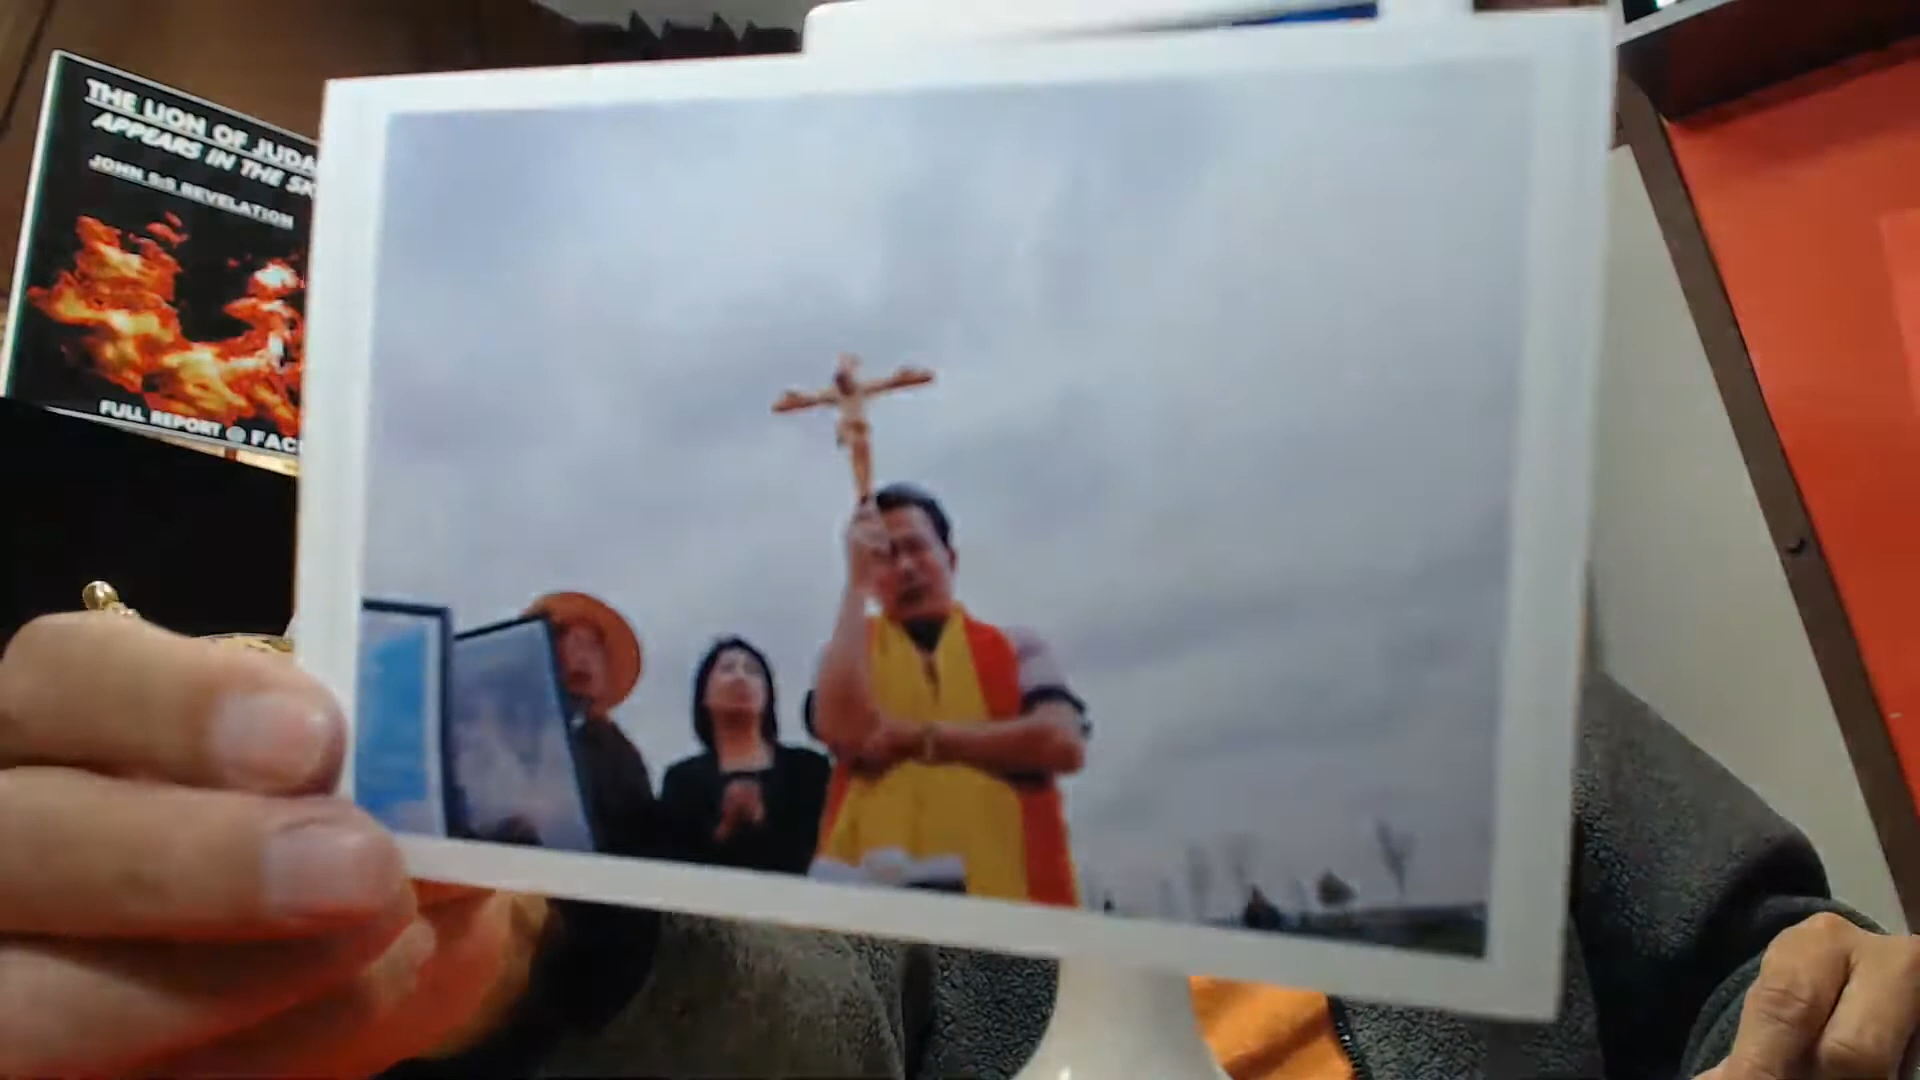 THE LION OF JUDA
APPEARS IN THE SK
JOHN 5:5 REVELATION
FULL REPORT @ FAC